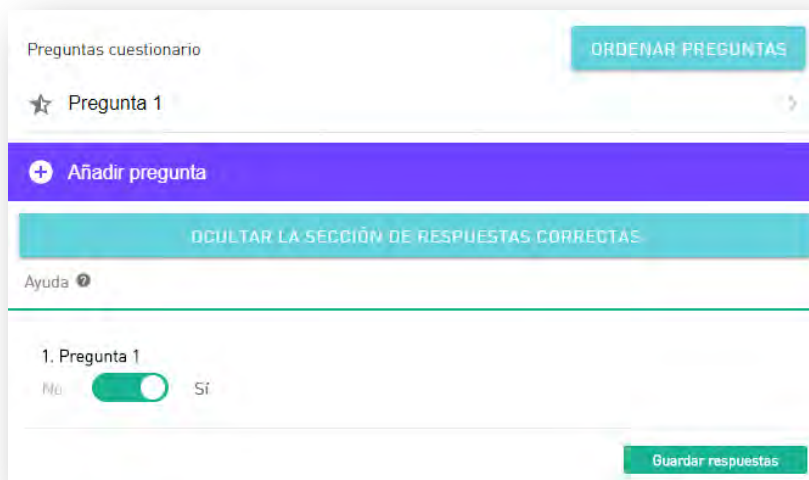 Preguntas cuestionario
ORDENAR PREGUNTAS
Pregunta 1
Añadir pregunta
OCULTAR LA SECCIÓN DE RESPUESTAS CORRECTAS
Ayuda
1. Pregunta 1
No Sí
Guardar respuestas